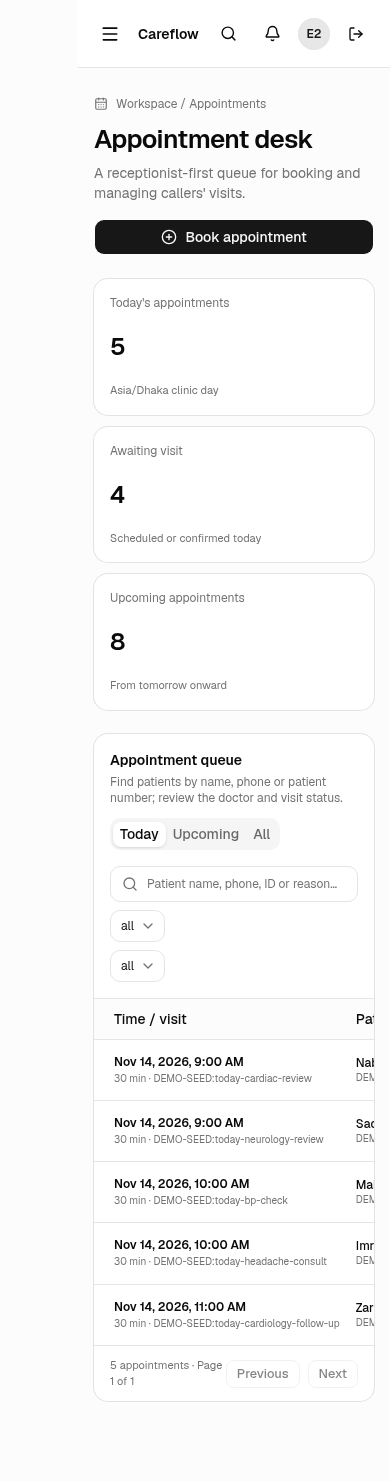 Careflow
E2
Workspace / Appointments
Appointment desk
A receptionist-first queue for booking and
managing callers' visits.
Book appointment
Today's appointments
5
Asia/Dhaka clinic day
Awaiting visit
4
Scheduled or confirmed today
Upcoming appointments
8
From tomorrow onward
Appointment queue
Find patients by name, phone or patient
number; review the doctor and visit status.
Today Upcoming All
Patient name, phone, ID or reason...
all
all
Time / visit
Nov 14, 2026, 9:00 AM
30 min · DEMO-SEED:today-cardiac-review
Nov 14, 2026, 9:00 AM
30 min · DEMO-SEED:today-neurology-review
Nov 14, 2026, 10:00 AM
30 min · DEMO-SEED:today-bp-check
Nov 14, 2026, 10:00 AM
30 min · DEMO-SEED:today-headache-consult
Nov 14, 2026, 11:00 AM
30 min · DEMO-SEED:today-cardiology-follow-up
5 appointments · Page
1 of 1
Previous Next